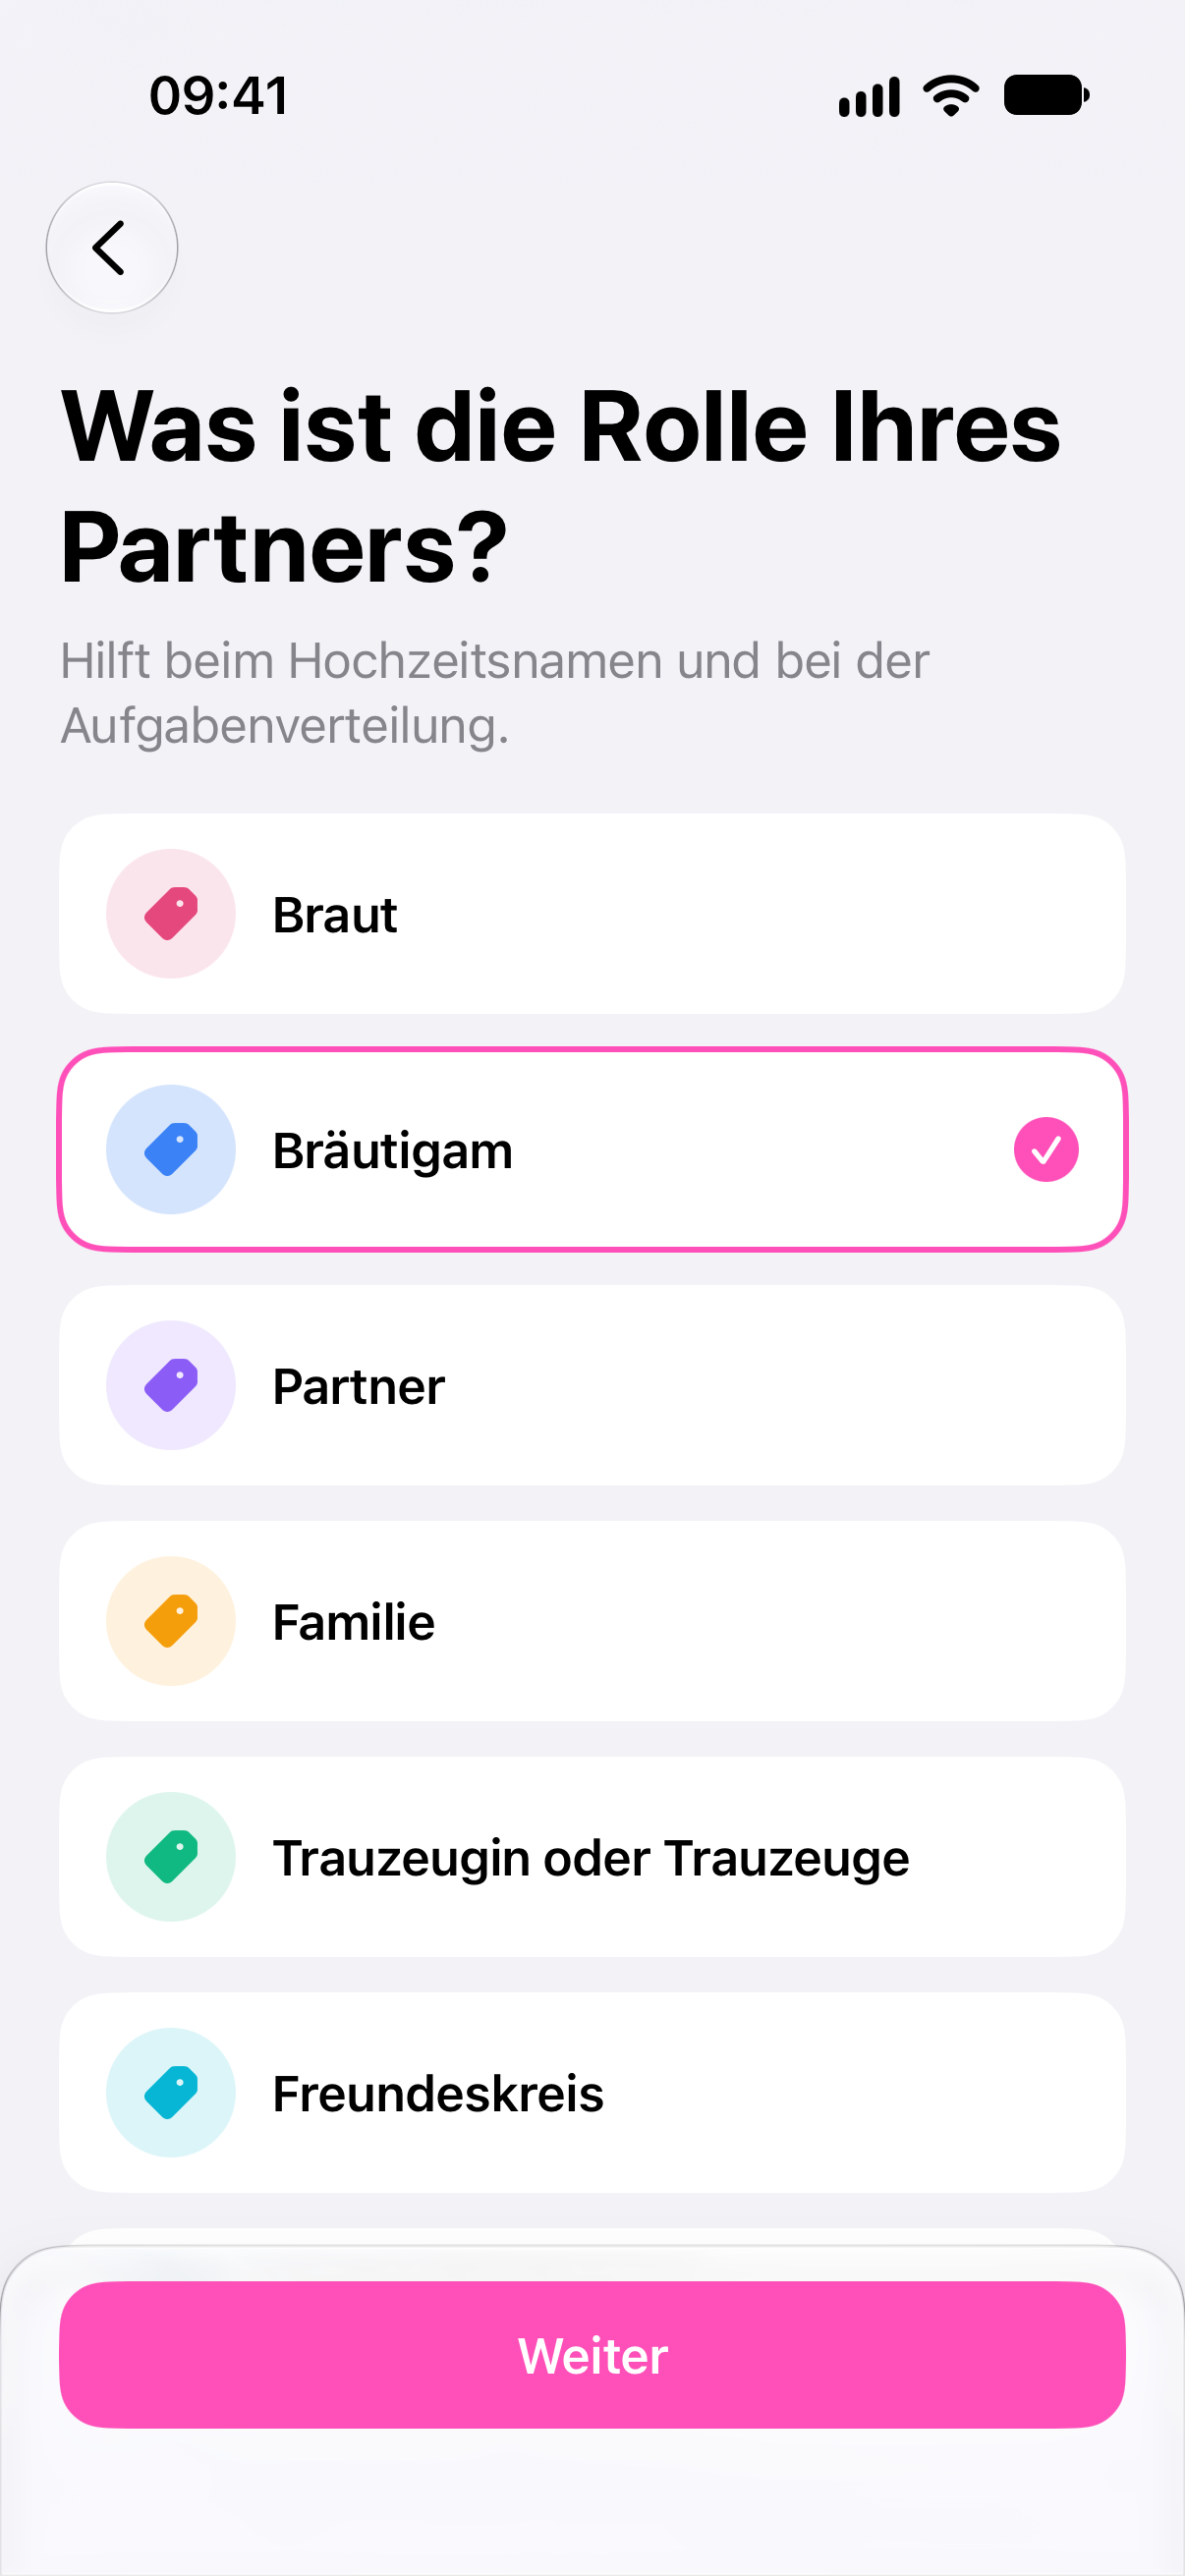 09:41
Was ist die Rolle Ihres
Partners?
Hilft beim Hochzeitsnamen und bei der
Aufgabenverteilung.
Braut
Bräutigam
Partner
Familie
Trauzeugin oder Trauzeuge
Freundeskreis
Weiter